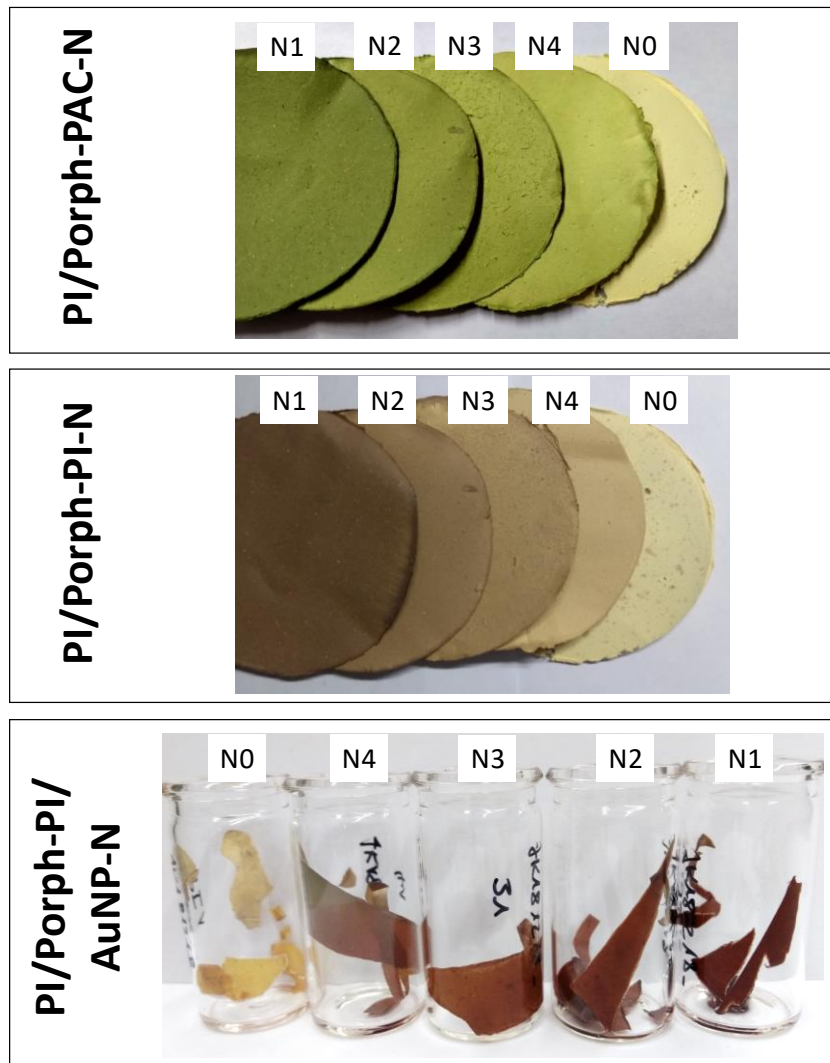 PI/Porph-PAC-N
N1 N2 N3 N4 N0
PI/Porph-PI-N
N1 N2 N3 N4 N0
PI/Porph-PI/
AuNP-N
N0 N4 N3 N2 N1
3Λ